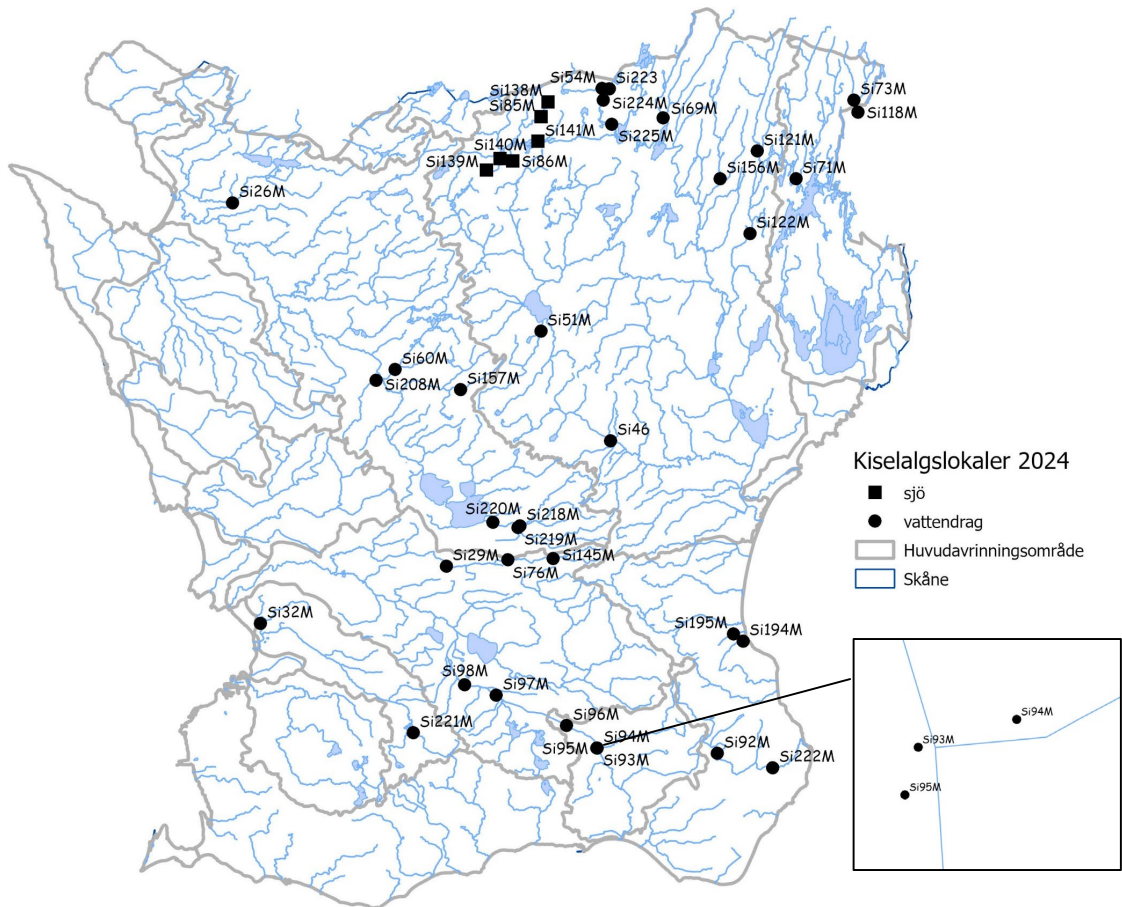 Si54M
Si223
Si138M
Si85M
Si224M
Si69M
Si225M
Si73M
Si118M
Si141M
Si140M
Si139M
Si86M
Si121M
Si156M
Si71M
Si26M
Si122M
Si51M
Si60M
Si208M
Si157M
Si46
Kiselalgslokaler 2024
sjö
vattendrag
Huvudavrinningsområde
Skåne
Si220M
Si218M
Si219M
Si29M
Si145M
Si76M
Si32M
Si195M
Si194M
Si98M
Si97M
Si96M
Si221M
Si94M
Si95M
Si93M
Si92M
Si222M
Si94M
Si93M
Si95M